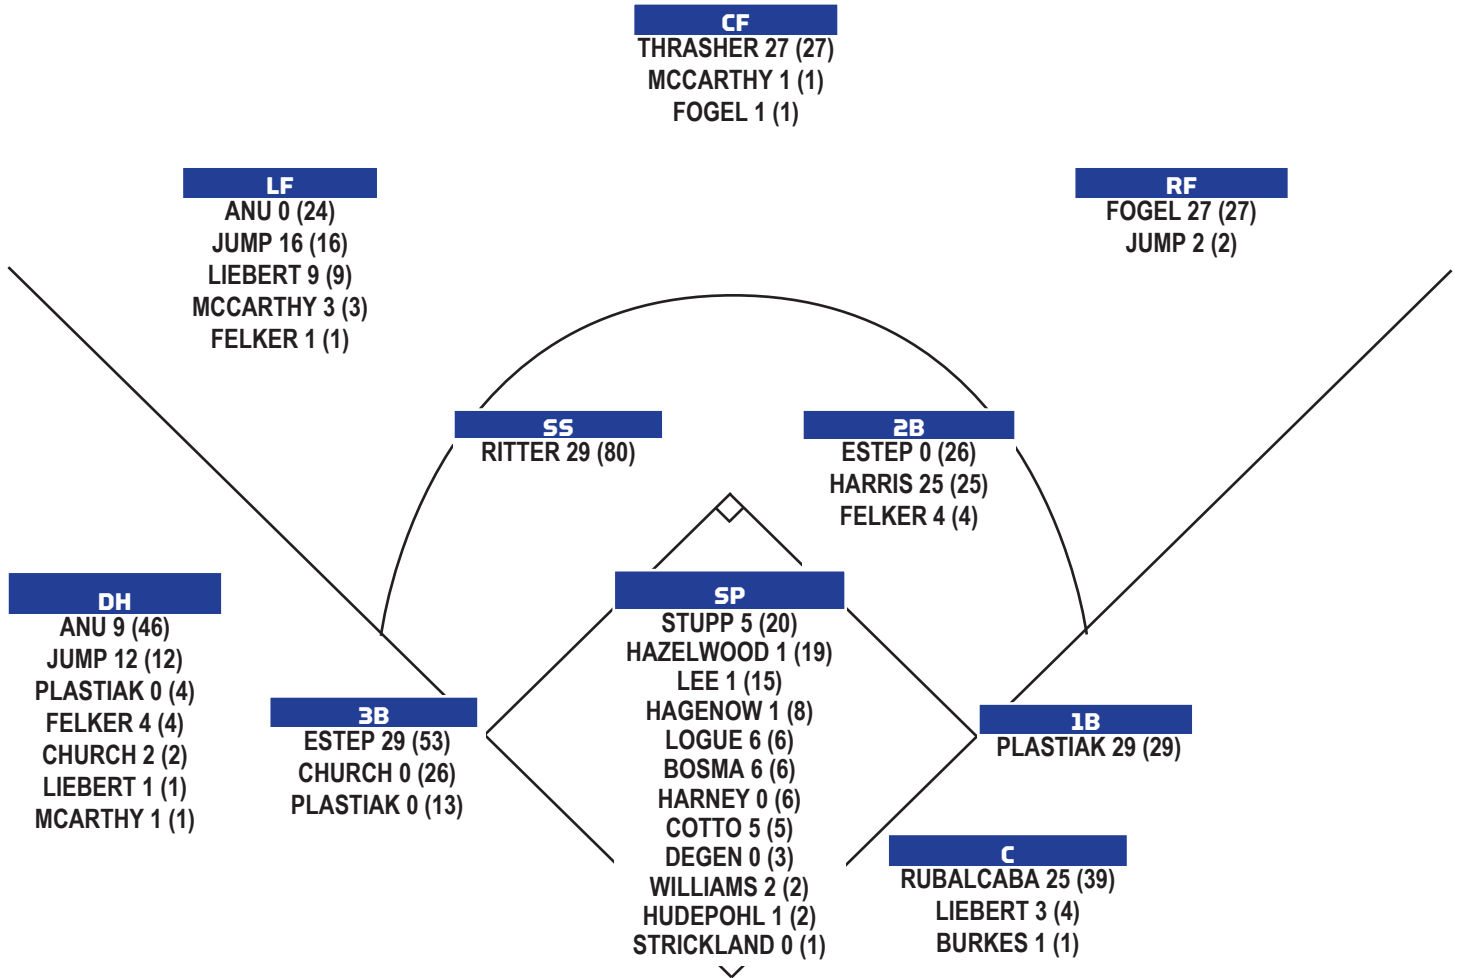 CF
THRASHER 27 (27)
MCCARTHY 1 (1)
FOGEL 1 (1)
LF
ANU 0 (24)
JUMP 16 (16)
LIEBERT 9 (9)
MCCARTHY 3 (3)
FELKER 1 (1)
RF
FOGEL 27 (27)
JUMP 2 (2)
SS
RITTER 29 (80)
2B
ESTEP 0 (26)
HARRIS 25 (25)
FELKER 4 (4)
DH
ANU 9 (46)
JUMP 12 (12)
PLASTIAK 0 (4)
FELKER 4 (4)
CHURCH 2 (2)
LIEBERT 1 (1)
MCARTHY 1 (1)
3B
ESTEP 29 (53)
CHURCH 0 (26)
PLASTIAK 0 (13)
SP
STUPP 5 (20)
HAZELWOOD 1 (19)
LEE 1 (15)
HAGENOW 1 (8)
LOGUE 6 (6)
BOSMA 6 (6)
HARNEY 0 (6)
COTTO 5 (5)
DEGEN 0 (3)
WILLIAMS 2 (2)
HUDEPOHL 1 (2)
STRICKLAND 0 (1)
1B
PLASTIAK 29 (29)
C
RUBALCABA 25 (39)
LIEBERT 3 (4)
BURKES 1 (1)